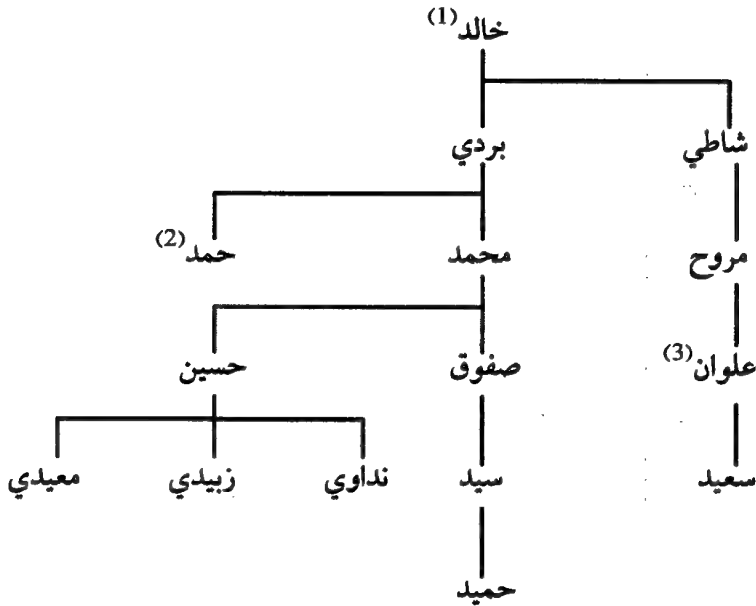 خالد(1)
شاطي بردي
مروح محمد حمد(2)
علوان(3) صفوق حسين
سعيد سيد نداوي زبيدي معيدي
حميد